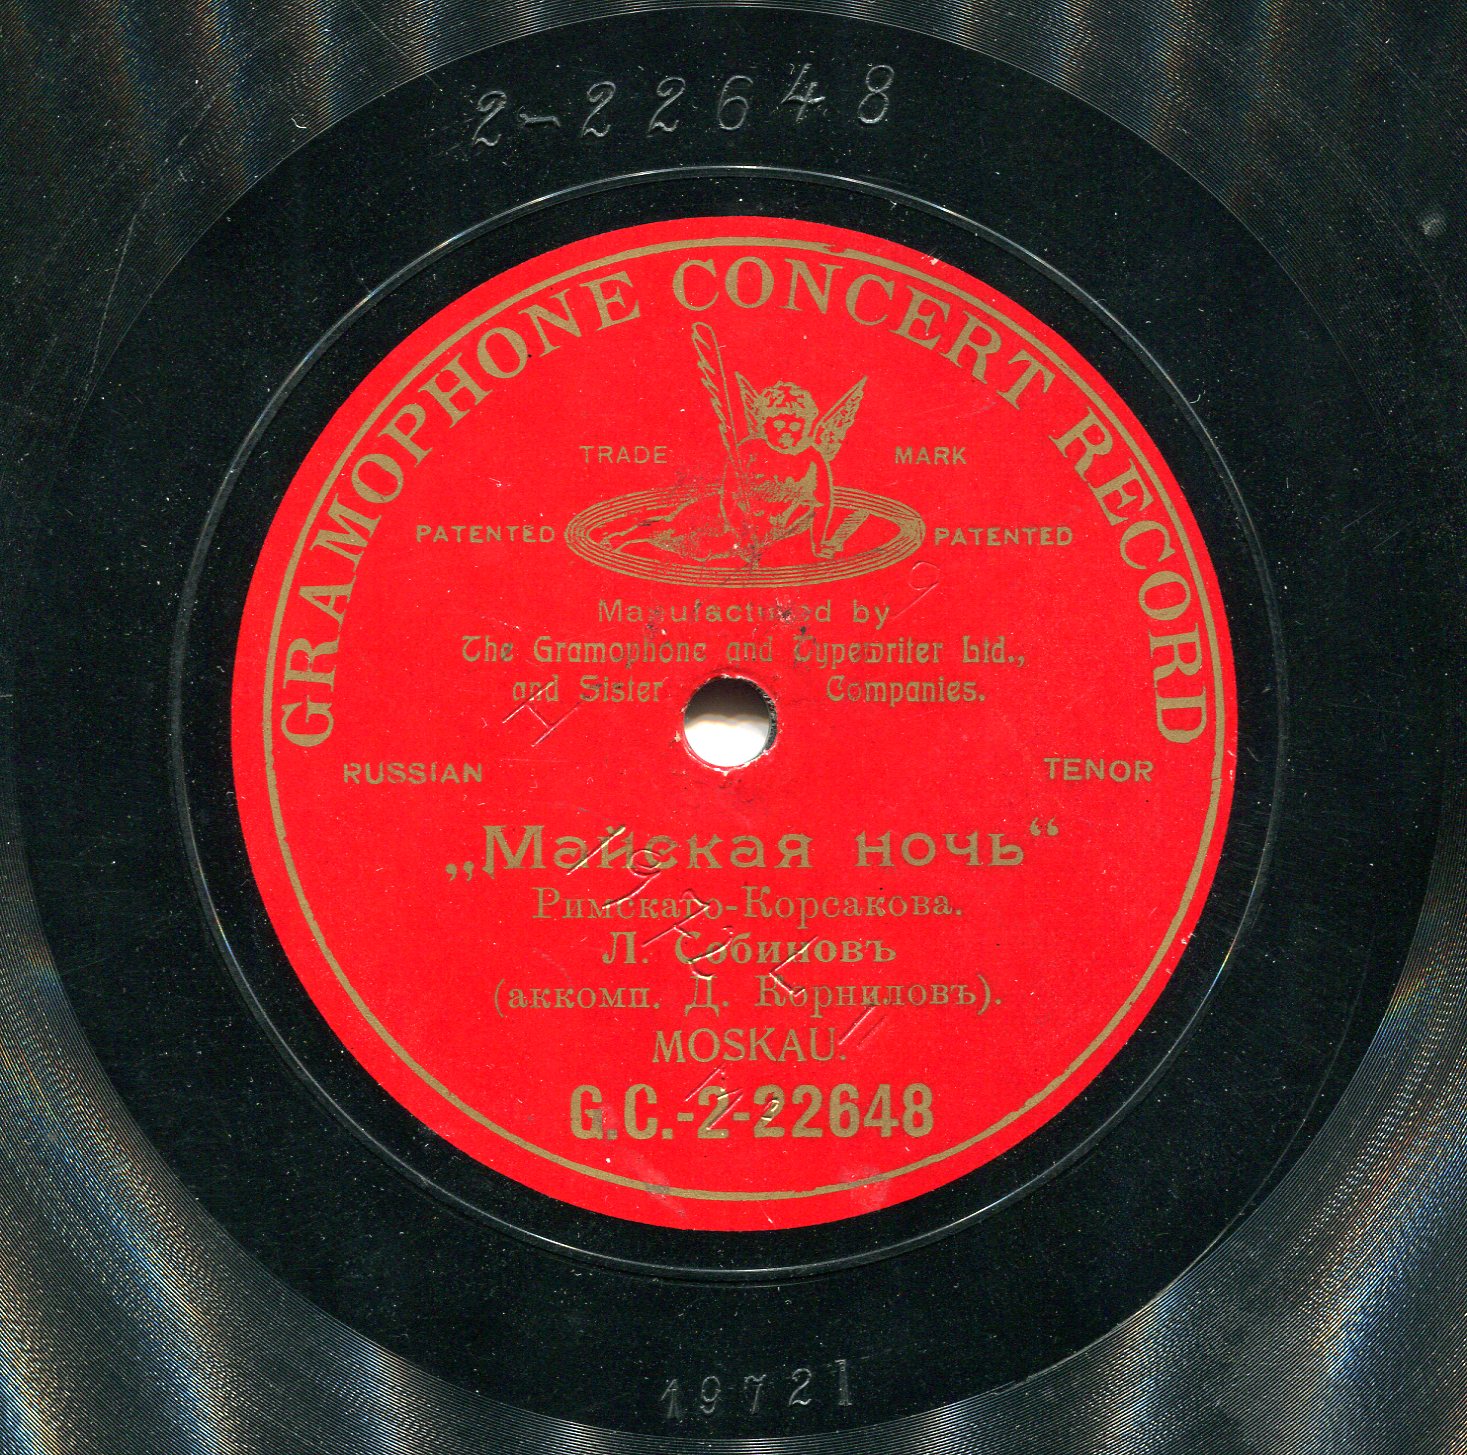 2-22648
GRAMOPHONE CONCERT RECORD
TRADE MARK
PATENTED PATENTED
Manufactured by
The Gramophone and Typewriter Ltd.,
and Sister Companies.
RUSSIAN TENOR
„Майская ночь“
Римскаго-Корсакова.
Л. Собиновъ
(аккомп. Д. Корниловъ).
MOSKAU.
G.C.-2-22648
19721